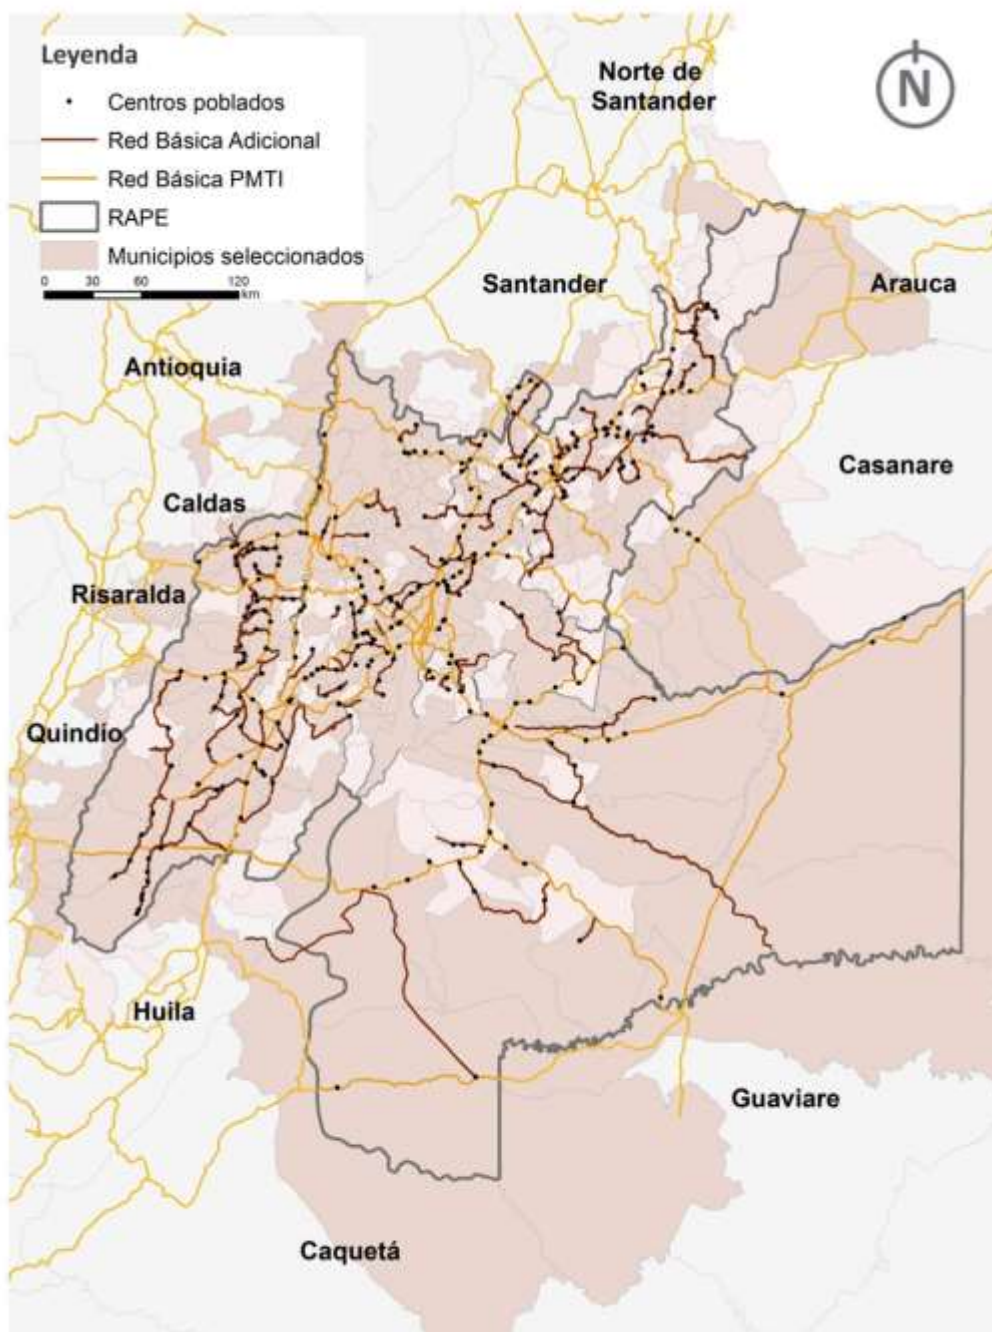 Leyenda
Centros poblados
Red Básica Adicional
Red Básica PMTI
RAPE
Municipios seleccionados
0 30 60 120
km
N
Norte de
Santander
Santander
Arauca
Antioquia
Casanare
Caldas
Risaralda
Quindío
Huila
Guaviare
Caquetá